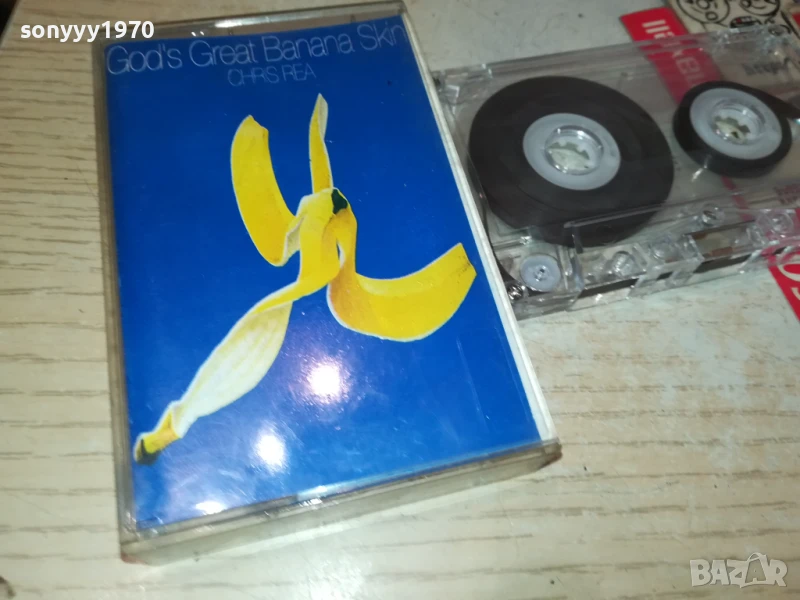 sonyyy1970
God's Great Banana Skin
CHRIS REA
BAZAR